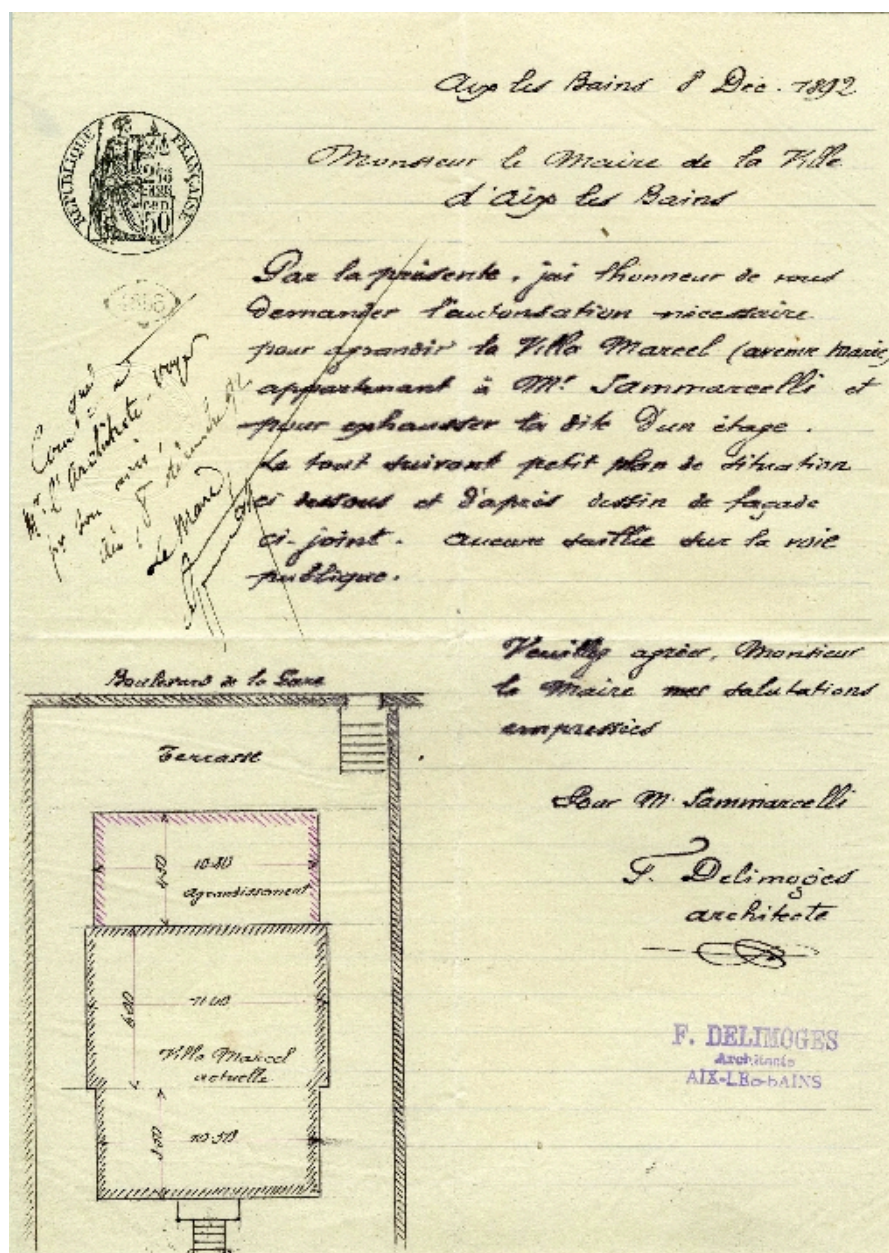 Aix les Bains 8 Déc. 1892
RÉPUBLIQUE FRANÇAISE
50
Monsieur le Maire de la Ville
d'Aix les Bains
Par la présente, j'ai l'honneur de vous
demander l'autorisation nécessaire
pour agrandir la Villa Marcel (avenue Marie)
appartenant à Mr Sammarcelli et
pour exhausser la dite d'un étage.
Le tout suivant petit plan de situation
ci dessous et d'après dessin de façade
ci-joint. Aucune saillie sur la voie
publique.
Mr l'Architecte-voyer
pr son avis
8 décembre 92
Le Maire
Veuillez agréer, Monsieur
le Maire mes salutations
empressées
Pour M. Sammarcelli
F. Delimoges
architecte
F. DELIMOGES
Architecte
AIX-LES-BAINS
Boulevard de la Gare
Terrasse
10.80
4.50
agrandissement
11.00
6.00
Villa Marcel
actuelle
10.50